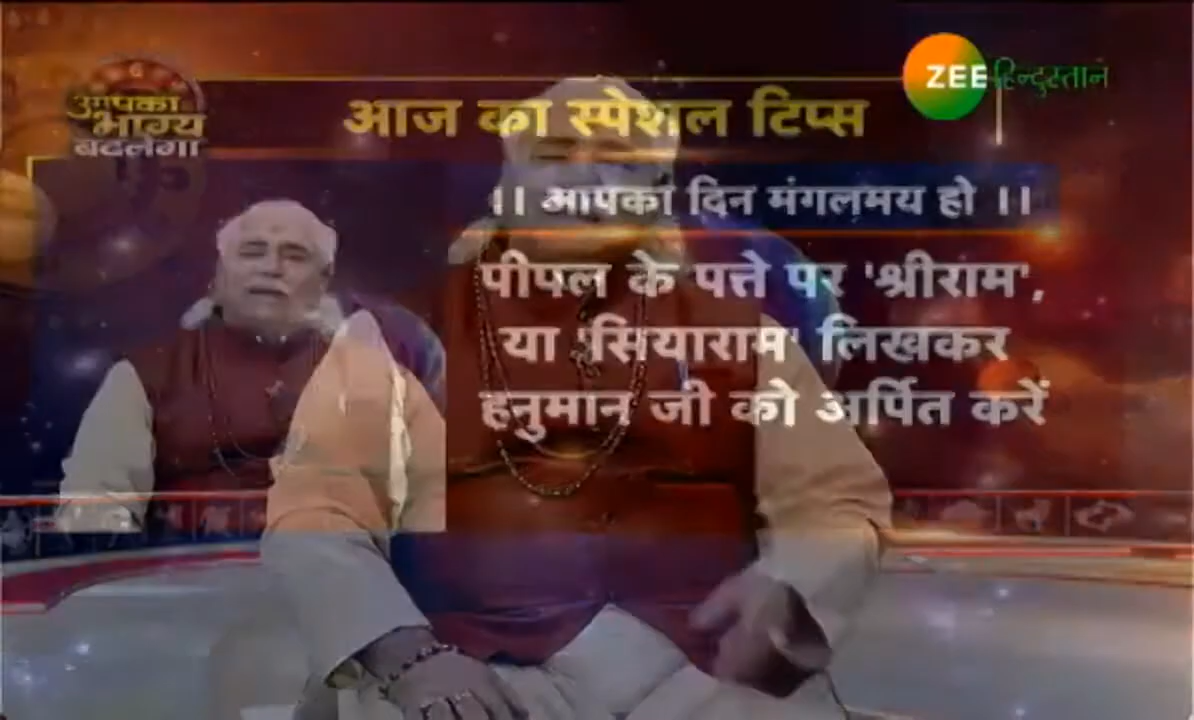 ZEE हिन्दुस्तान
आपका
भाग्य
बदलेगा
आज का स्पेशल टिप्स
।। आपका दिन मंगलमय हो ।।
पीपल के पत्ते पर 'श्रीराम',
या 'सियाराम' लिखकर
हनुमान जी को अर्पित करें